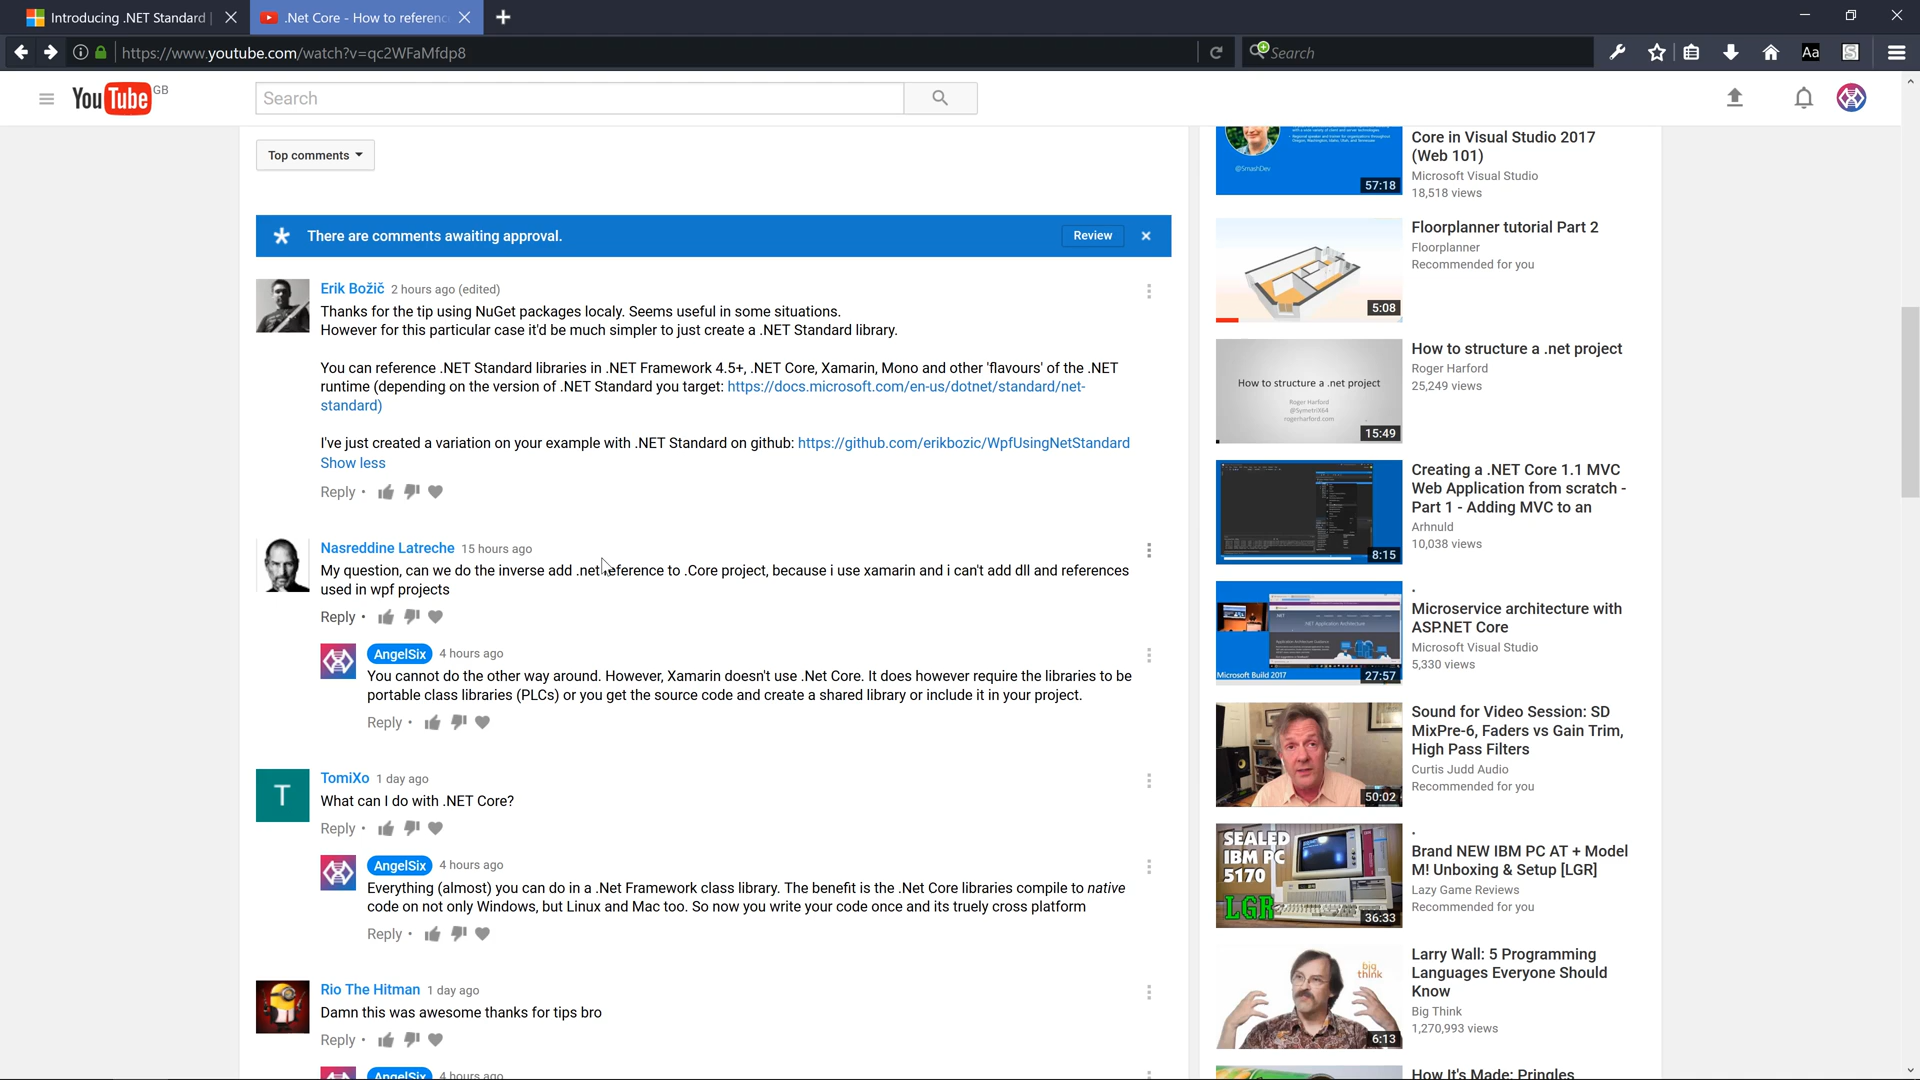 Introducing .NET Standard |
.Net Core - How to referenc
https://www.youtube.com/watch?v=qc2WFaMfdp8
Search
Aa
S
YouTube GB
Search
Top comments
There are comments awaiting approval.
Review
Erik Božič 2 hours ago (edited)
Thanks for the tip using NuGet packages localy. Seems useful in some situations.
However for this particular case it'd be much simpler to just create a .NET Standard library.
You can reference .NET Standard libraries in .NET Framework 4.5+, .NET Core, Xamarin, Mono and other 'flavours' of the .NET
runtime (depending on the version of .NET Standard you target: https://docs.microsoft.com/en-us/dotnet/standard/net-
standard)
I've just created a variation on your example with .NET Standard on github: https://github.com/erikbozic/WpfUsingNetStandard
Show less
Reply •
Nasreddine Latreche 15 hours ago
My question, can we do the inverse add .net reference to .Core project, because i use xamarin and i can't add dll and references
used in wpf projects
Reply •
AngelSix 4 hours ago
You cannot do the other way around. However, Xamarin doesn't use .Net Core. It does however require the libraries to be
portable class libraries (PLCs) or you get the source code and create a shared library or include it in your project.
Reply •
T
TomiXo 1 day ago
What can I do with .NET Core?
Reply •
AngelSix 4 hours ago
Everything (almost) you can do in a .Net Framework class library. The benefit is the .Net Core libraries compile to native
code on not only Windows, but Linux and Mac too. So now you write your code once and its truely cross platform
Reply •
Rio The Hitman 1 day ago
Damn this was awesome thanks for tips bro
Reply •
AngelSix 4 hours ago
@SmashDev
57:18
Core in Visual Studio 2017
(Web 101)
Microsoft Visual Studio
18,518 views
5:08
Floorplanner tutorial Part 2
Floorplanner
Recommended for you
How to structure a .net project
Roger Harford
@SymetriX64
rogerharford.com
15:49
How to structure a .net project
Roger Harford
25,249 views
8:15
Creating a .NET Core 1.1 MVC
Web Application from scratch -
Part 1 - Adding MVC to an
Arhnuld
10,038 views
.NET Application Architecture
Microsoft Build 2017
27:57
Microservice architecture with
ASP.NET Core
Microsoft Visual Studio
5,330 views
50:02
Sound for Video Session: SD
MixPre-6, Faders vs Gain Trim,
High Pass Filters
Curtis Judd Audio
Recommended for you
SEALED
IBM PC
5170
LGR
36:33
Brand NEW IBM PC AT + Model
M! Unboxing & Setup [LGR]
Lazy Game Reviews
Recommended for you
big
think
6:13
Larry Wall: 5 Programming
Languages Everyone Should
Know
Big Think
1,270,993 views
How It's Made: Pringles